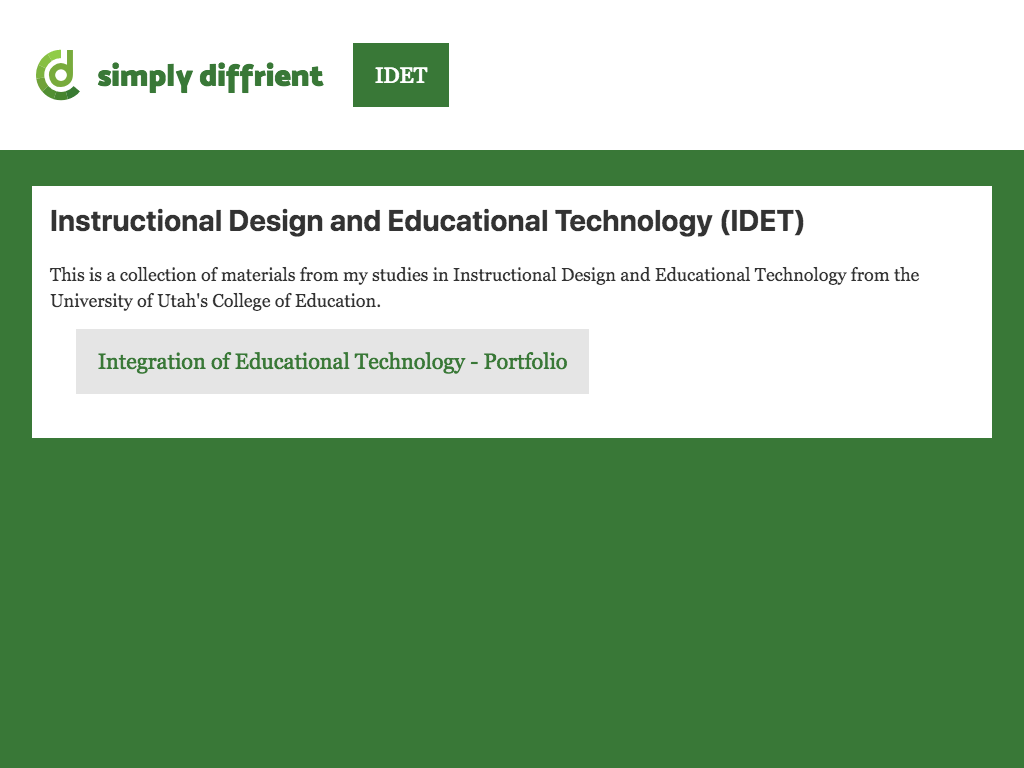 simply diffrient
IDET
Instructional Design and Educational Technology (IDET)
This is a collection of materials from my studies in Instructional Design and Educational Technology from the
University of Utah's College of Education.
Integration of Educational Technology - Portfolio